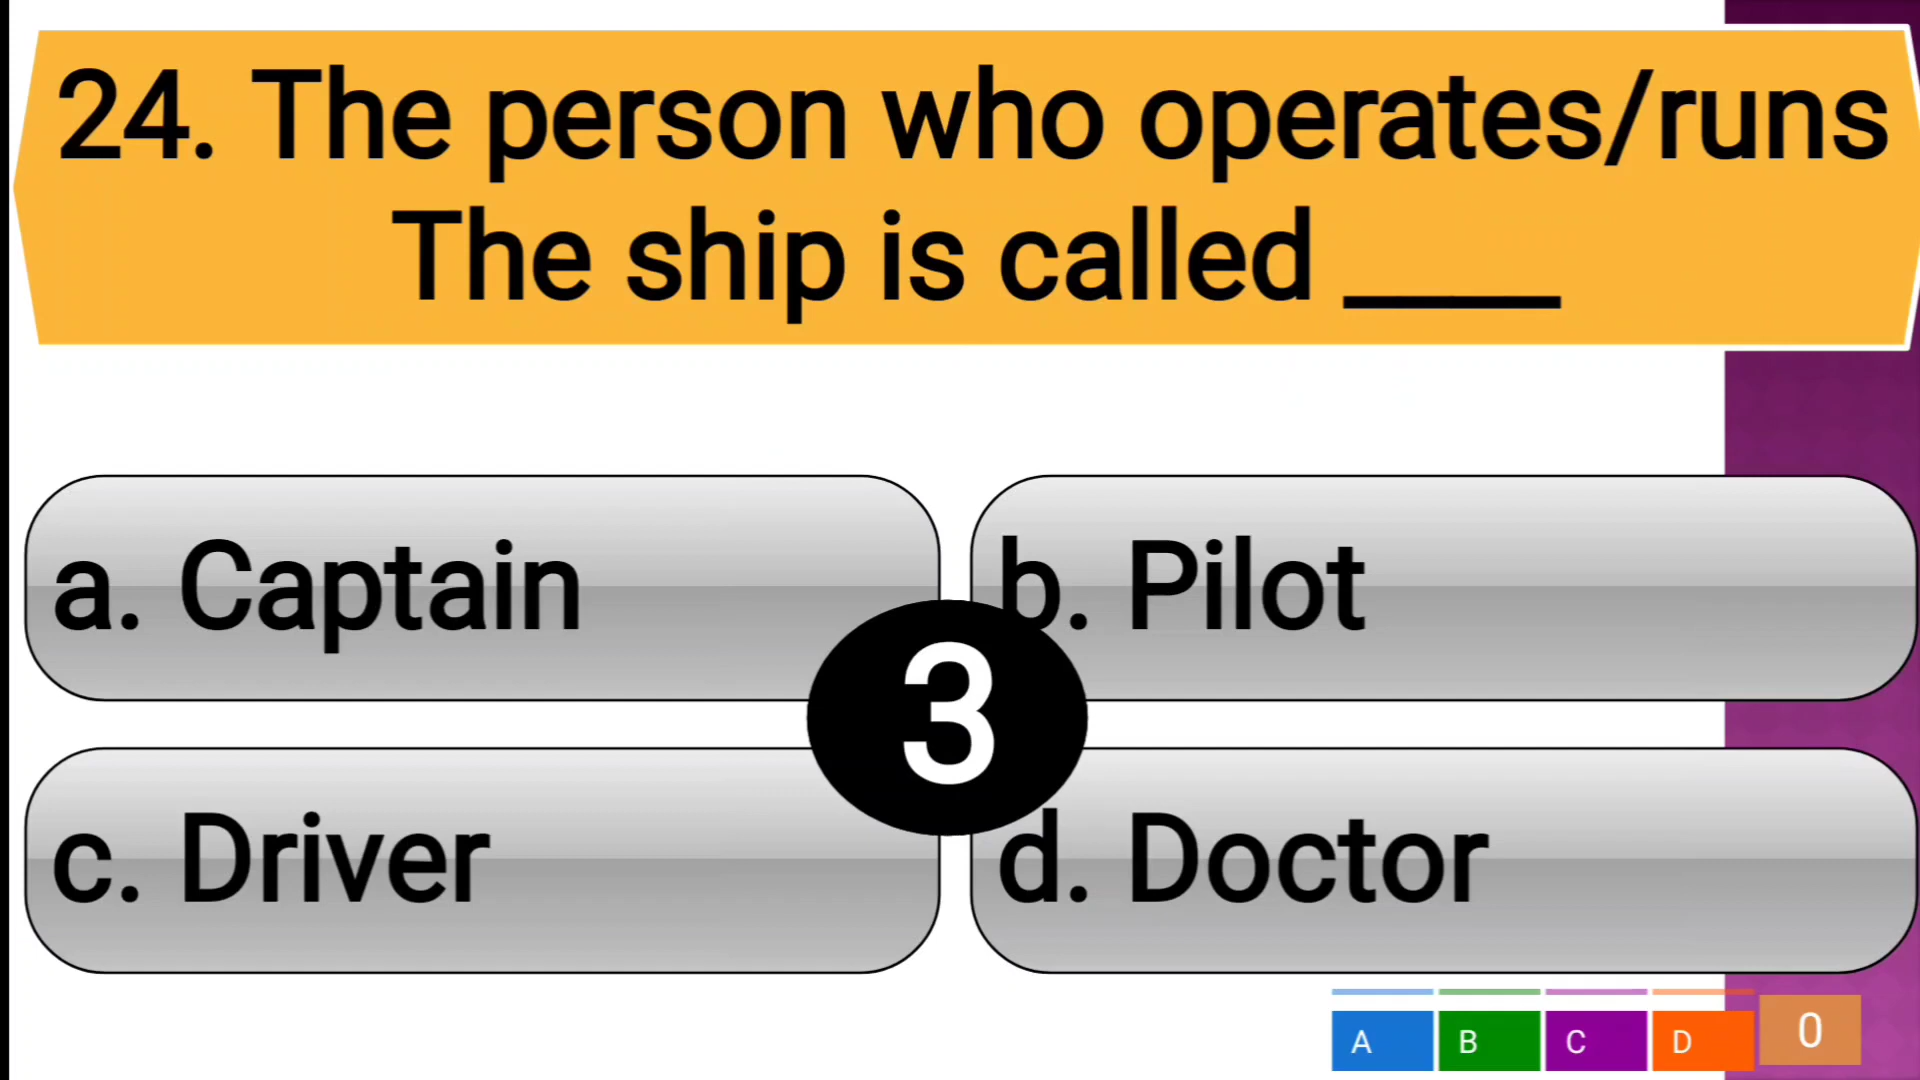 24. The person who operates/runs
The ship is called ____
a. Captain
b. Pilot
3
c. Driver
d. Doctor
A B C D 0